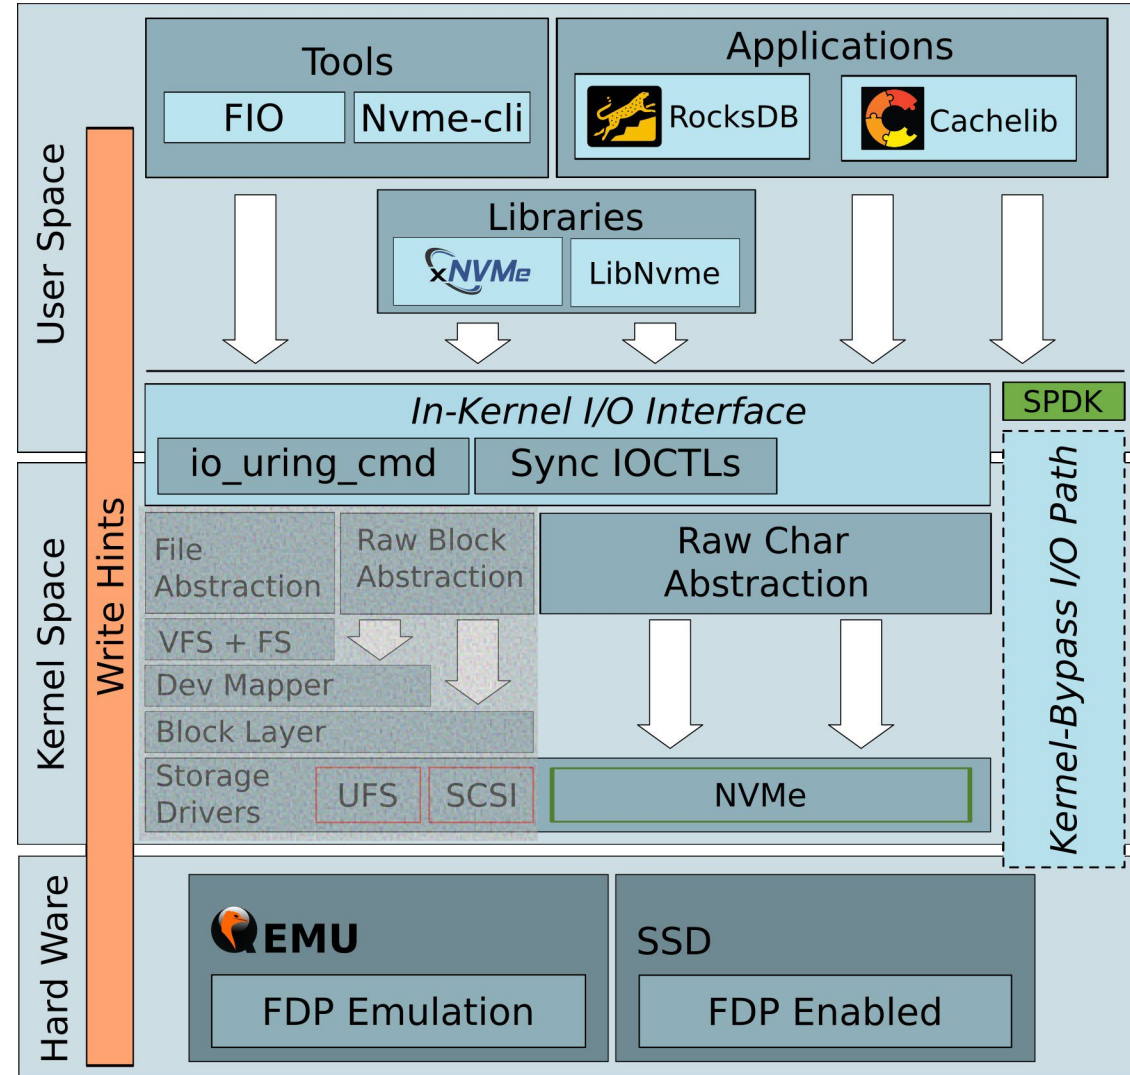 User Space
Kernel Space
Hard Ware
Write Hints
Tools
FIO
Nvme-cli
Applications
RocksDB
Cachelib
Libraries
xNVMe
LibNvme
In-Kernel I/O Interface
io_uring_cmd
Sync IOCTLs
SPDK
Kernel-Bypass I/O Path
File
Abstraction
Raw Block
Abstraction
Raw Char
Abstraction
VFS + FS
Dev Mapper
Block Layer
Storage
Drivers
UFS
SCSI
NVMe
QEMU
FDP Emulation
SSD
FDP Enabled